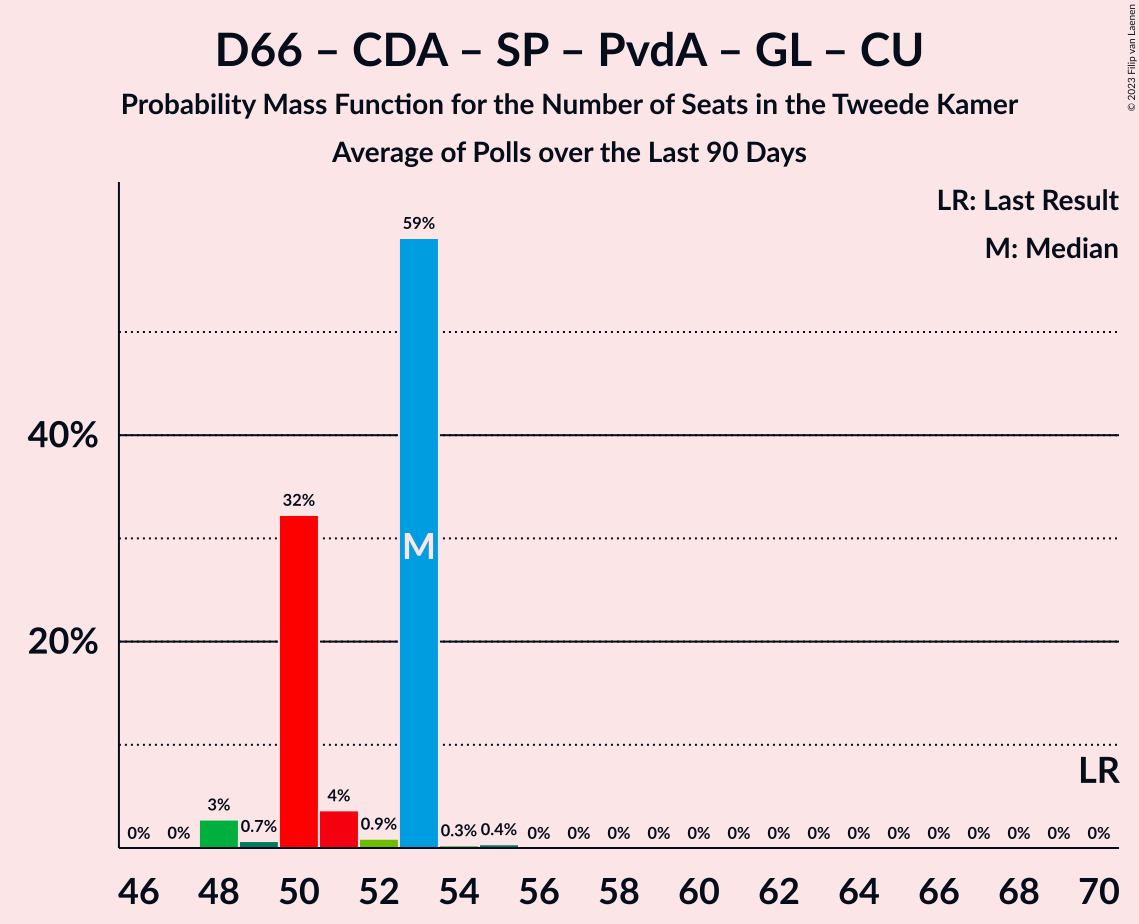 D66 – CDA – SP – PvdA – GL – CU
Probability Mass Function for the Number of Seats in the Tweede Kamer
Average of Polls over the Last 90 Days
© 2023 Filip van Laenen
LR: Last Result
M: Median
59%
40%
32%
M
20%
LR
0% 0% 3% 0.7% 4% 0.9% 0.3% 0.4% 0% 0% 0% 0% 0% 0% 0% 0% 0% 0% 0% 0% 0% 0% 0%
46 48 50 52 54 56 58 60 62 64 66 68 70